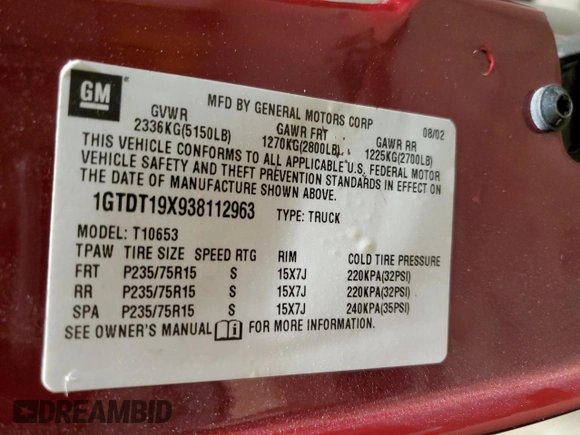 GM
MFD BY GENERAL MOTORS CORP 08/02
GVWR GAWR FRT GAWR RR
2336KG(5150LB) 1270KG(2800LB) 1225KG(2700LB)
THIS VEHICLE CONFORMS TO ALL APPLICABLE U.S. FEDERAL MOTOR
VEHICLE SAFETY AND THEFT PREVENTION STANDARDS IN EFFECT ON
THE DATE OF MANUFACTURE SHOWN ABOVE.
1GTDT19X938112963 TYPE: TRUCK
MODEL: T10653
TPAW TIRE SIZE SPEED RTG RIM COLD TIRE PRESSURE
FRT P235/75R15 S 15X7J 220KPA(32PSI)
RR P235/75R15 S 15X7J 220KPA(32PSI)
SPA P235/75R15 S 15X7J 240KPA(35PSI)
SEE OWNER'S MANUAL FOR MORE INFORMATION.
DREAMBID